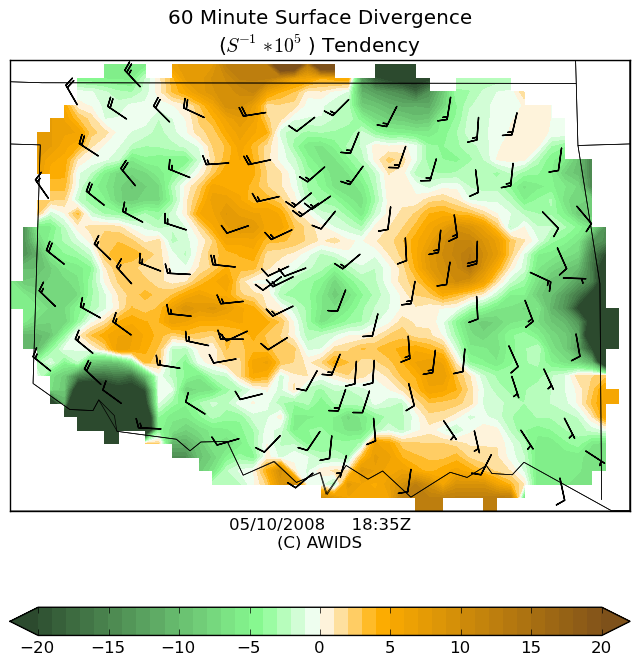 60 Minute Surface Divergence
(S⁻¹ *10⁵ ) Tendency
05/10/2008 18:35Z
(C) AWIDS
−20 −15 −10 −5 0 5 10 15 20